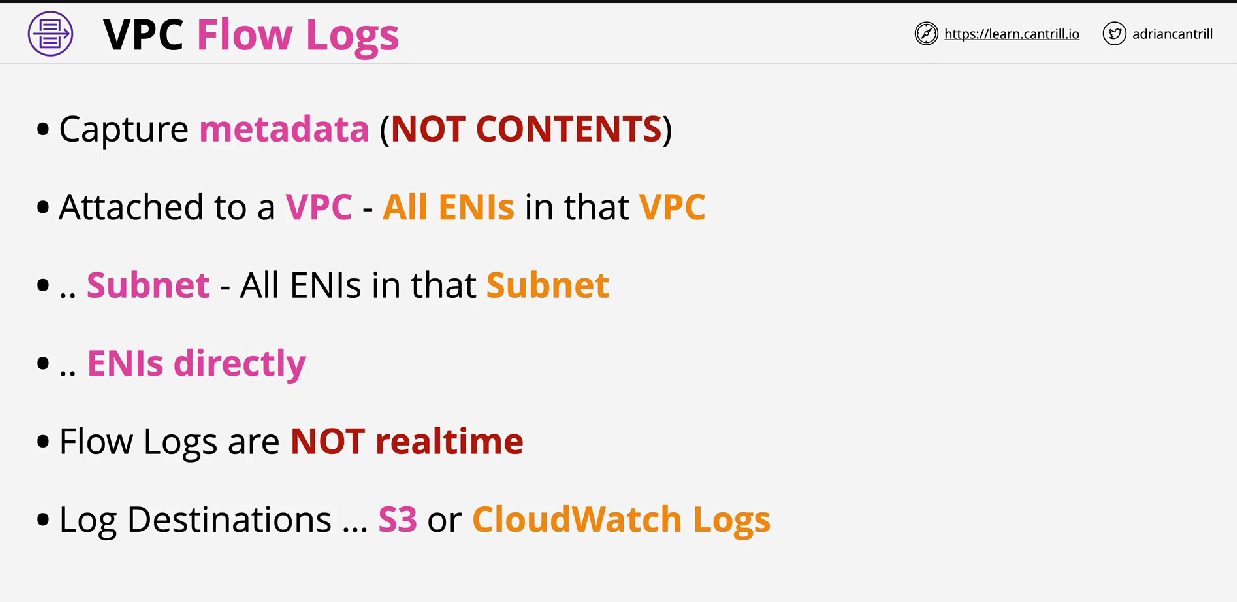 VPC Flow Logs
https://learn.cantrill.io
adriancantrill
• Capture metadata (NOT CONTENTS)
• Attached to a VPC - All ENIs in that VPC
• .. Subnet - All ENIs in that Subnet
• .. ENIs directly
• Flow Logs are NOT realtime
• Log Destinations ... S3 or CloudWatch Logs